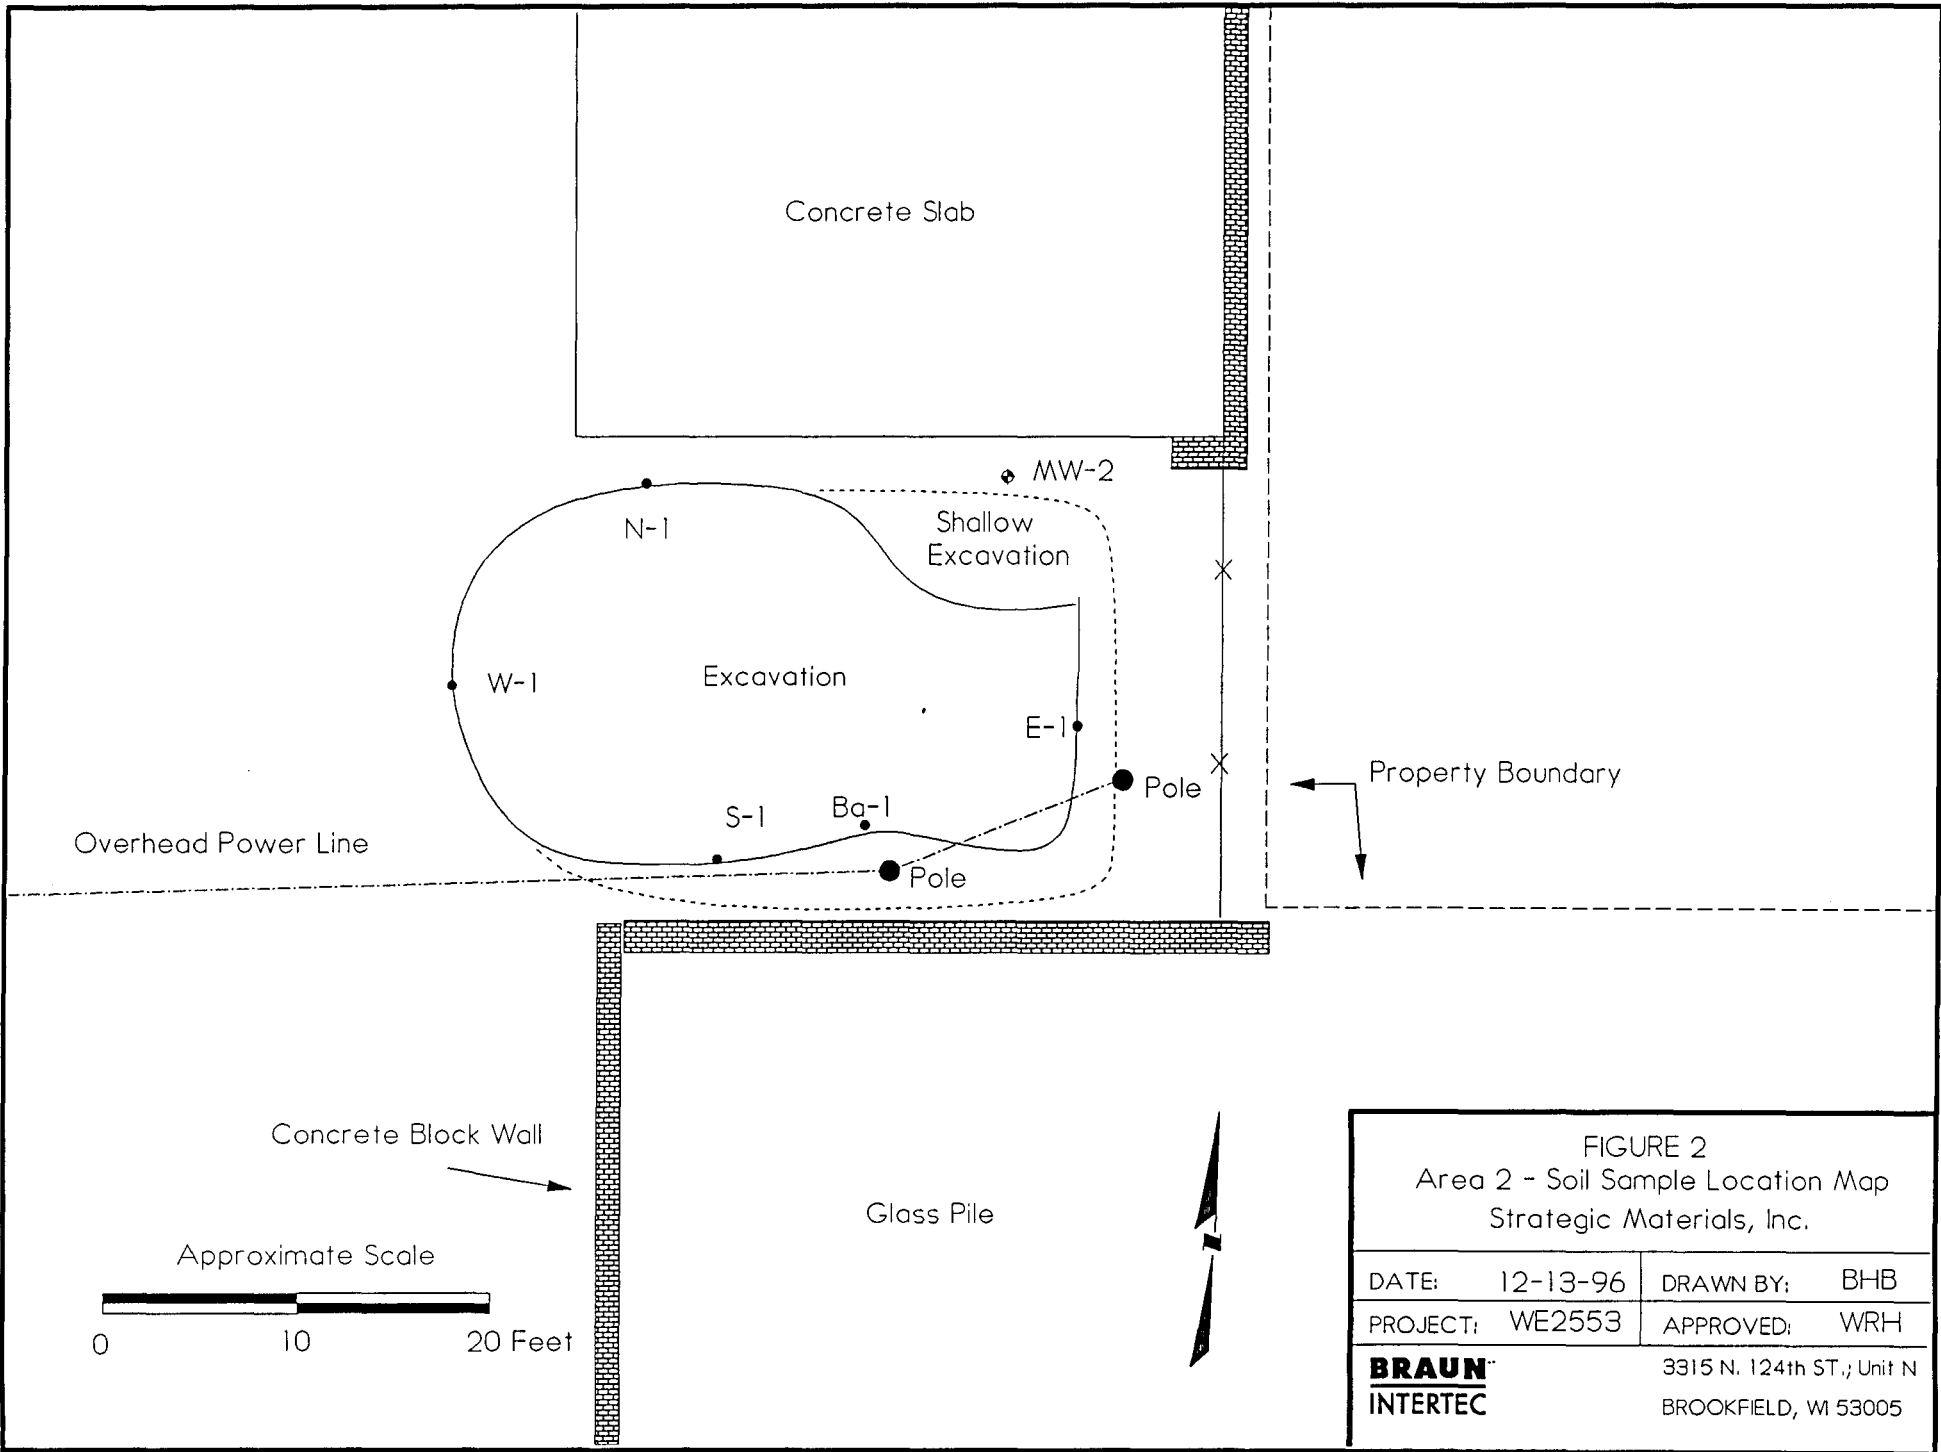 Concrete Slab
MW-2
Shallow
Excavation
N-1
W-1
Excavation
E-1
Property Boundary
Pole
Ba-1
S-1
Overhead Power Line
Pole
Concrete Block Wall
Glass Pile
N
Approximate Scale
0 10 20 Feet
FIGURE 2
Area 2 - Soil Sample Location Map
Strategic Materials, Inc.
DATE: 12-13-96 DRAWN BY: BHB
PROJECT: WE2553 APPROVED: WRH
BRAUN
INTERTEC
3315 N. 124th ST.; Unit N
BROOKFIELD, WI 53005